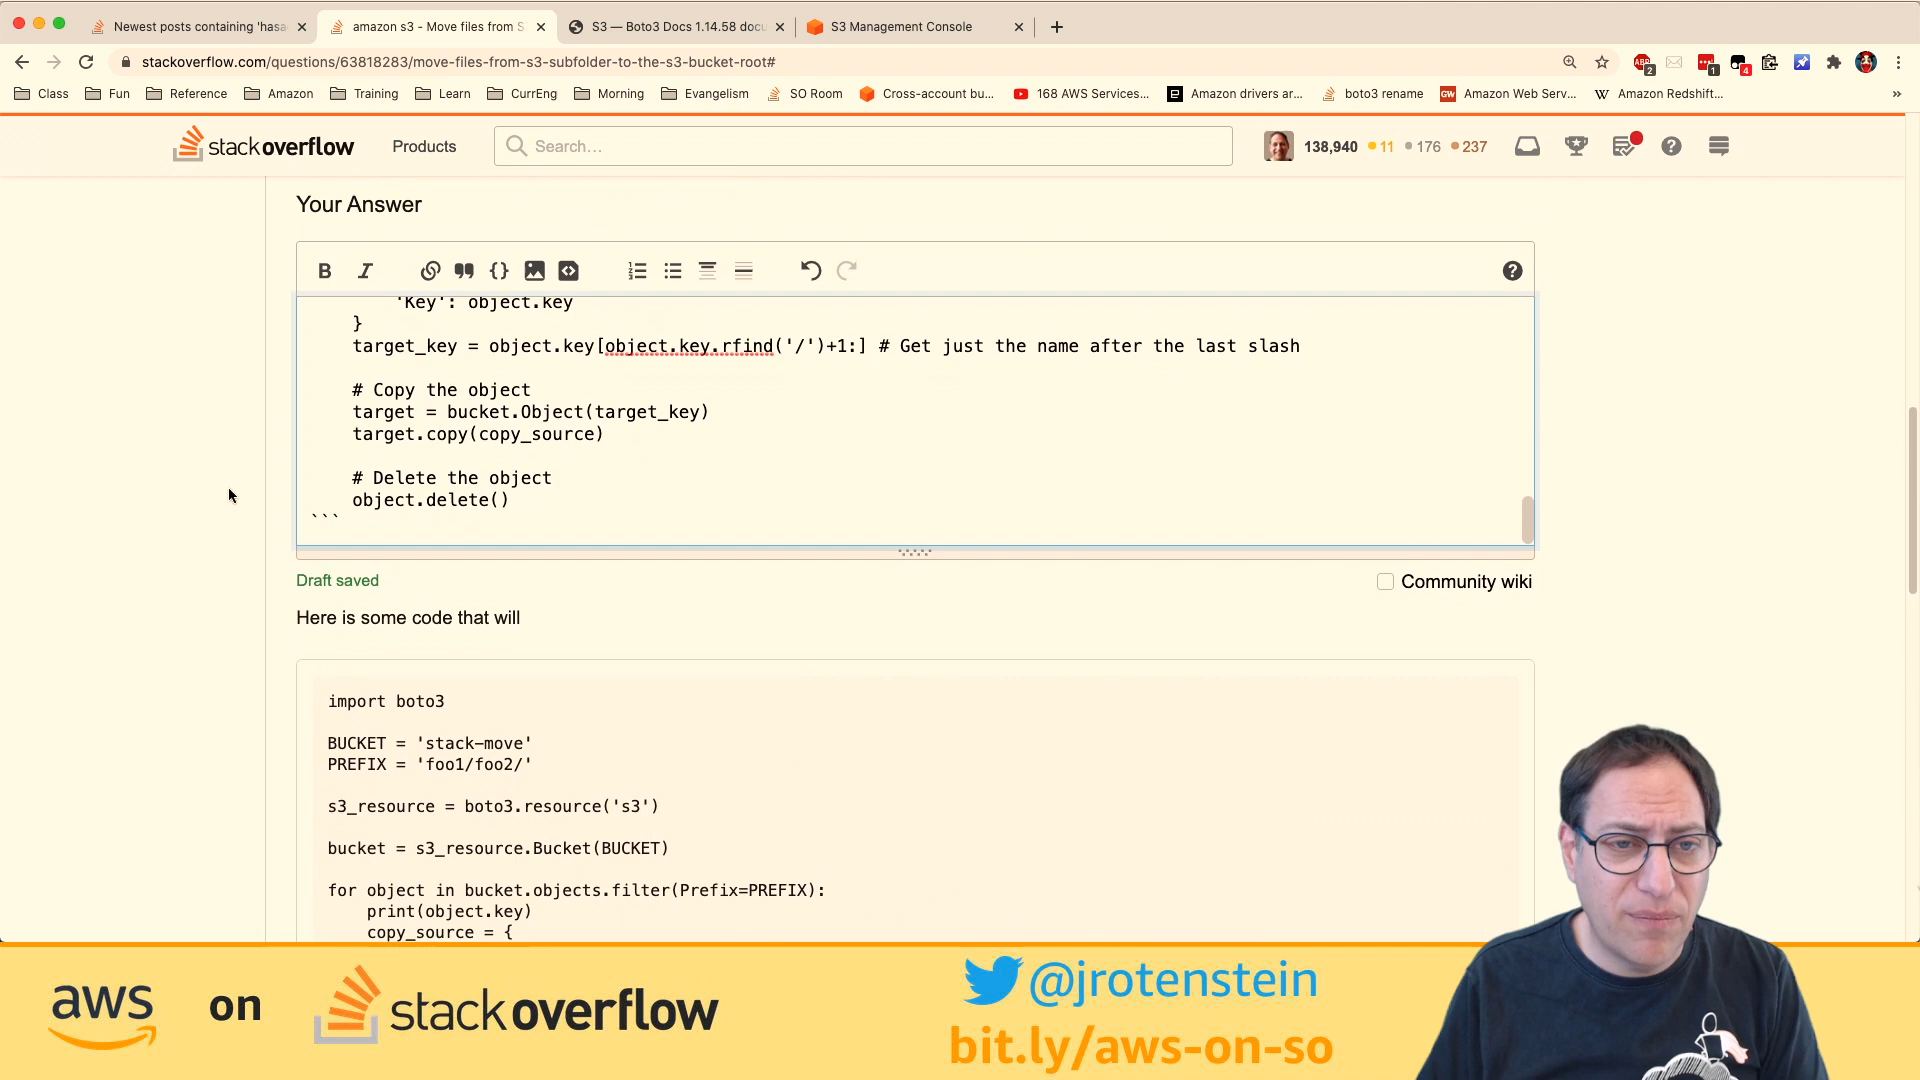 Newest posts containing 'hasa
amazon s3 - Move files from S
S3 — Boto3 Docs 1.14.58 docu
S3 Management Console
stackoverflow.com/questions/63818283/move-files-from-s3-subfolder-to-the-s3-bucket-root#
ABP 2 1 4
Class Fun Reference Amazon Training Learn CurrEng Morning Evangelism SO Room Cross-account bu... 168 AWS Services... Amazon drivers ar... boto3 rename GW Amazon Web Serv... W Amazon Redshift... »
stackoverflow Products Search... 138,940 11 176 237
Your Answer
B I
'Key': object.key
}
target_key = object.key[object.key.rfind('/')+1:] # Get just the name after the last slash
# Copy the object
target = bucket.Object(target_key)
target.copy(copy_source)
# Delete the object
object.delete()
```
Draft saved
Community wiki
Here is some code that will
import boto3
BUCKET = 'stack-move'
PREFIX = 'foo1/foo2/'
s3_resource = boto3.resource('s3')
bucket = s3_resource.Bucket(BUCKET)
for object in bucket.objects.filter(Prefix=PREFIX):
print(object.key)
copy_source = {
aws on stackoverflow
@jrotenstein
bit.ly/aws-on-so